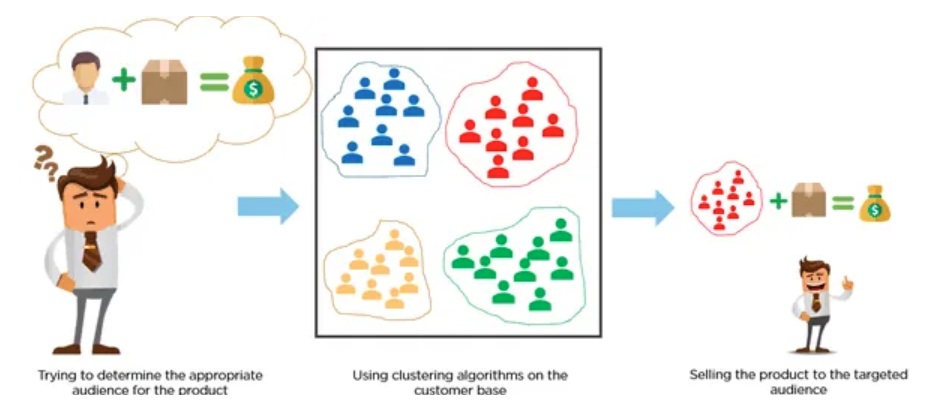 ??
$
$
Trying to determine the appropriate
audience for the product
Using clustering algorithms on the
customer base
Selling the product to the targeted
audience